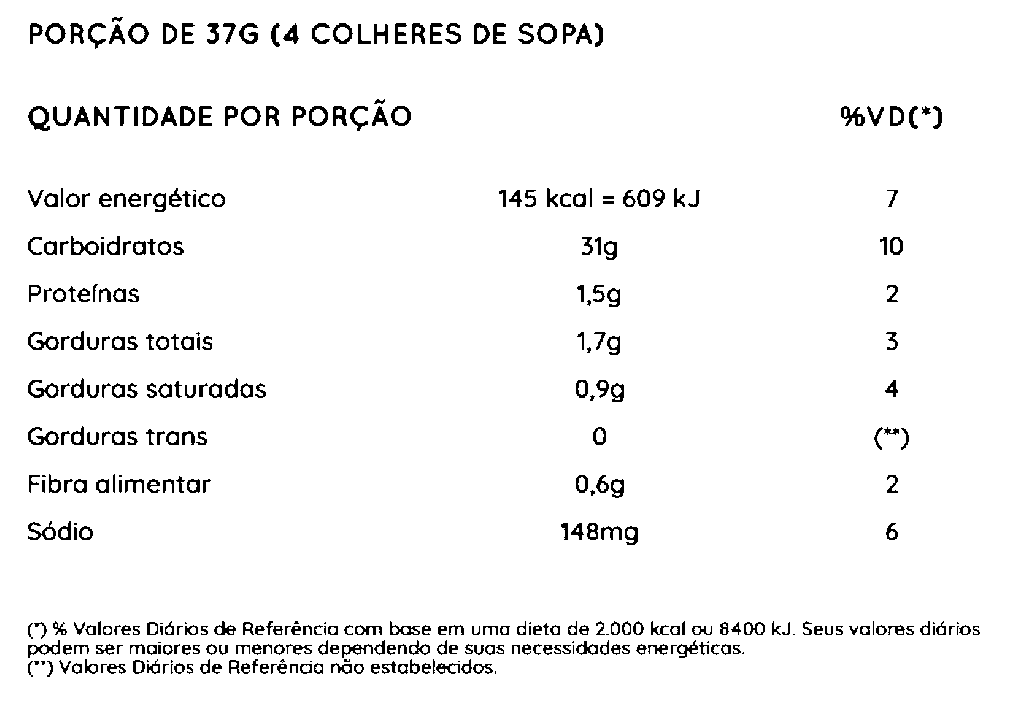 PORÇÃO DE 37G (4 COLHERES DE SOPA)
QUANTIDADE POR PORÇÃO %VD(*)
Valor energético 145 kcal = 609 kJ 7
Carboidratos 31g 10
Proteínas 1,5g 2
Gorduras totais 1,7g 3
Gorduras saturadas 0,9g 4
Gorduras trans 0 (**)
Fibra alimentar 0,6g 2
Sódio 148mg 6
(*) % Valores Diários de Referência com base em uma dieta de 2.000 kcal ou 8400 kJ. Seus valores diários
podem ser maiores ou menores dependendo de suas necessidades energéticas.
(**) Valores Diários de Referência não estabelecidos.